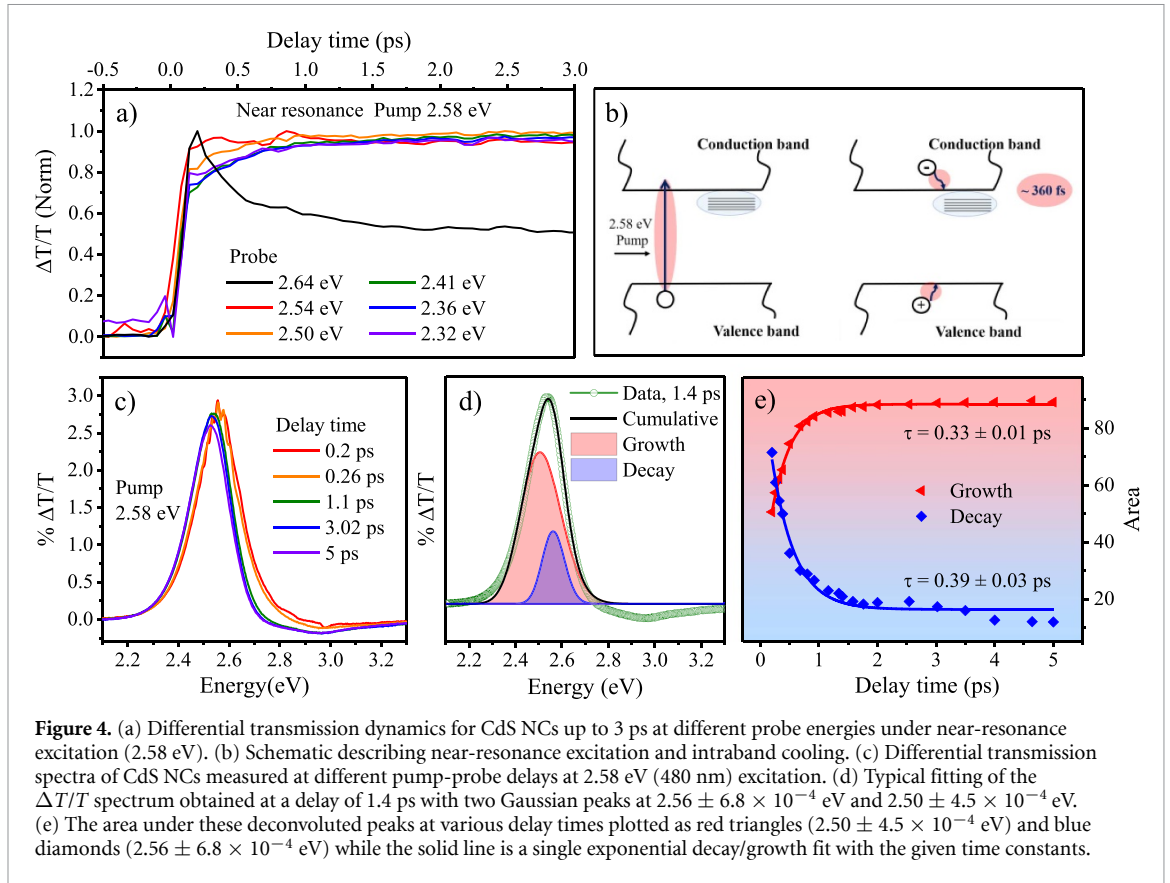 Delay time (ps)
-0.5 0.0 0.5 1.0 1.5 2.0 2.5 3.0
1.2
1.0
0.8
0.6
0.4
0.2
0.0
ΔT/T (Norm)
a)
Near resonance Pump 2.58 eV
Probe
2.64 eV
2.54 eV
2.50 eV
2.41 eV
2.36 eV
2.32 eV
b)
Conduction band
2.58 eV
Pump
Valence band
Conduction band
-
~ 360 fs
+
Valence band
c)
3.0
2.5
2.0
1.5
1.0
0.5
0.0
% ΔT/T
Delay time
0.2 ps
0.26 ps
1.1 ps
3.02 ps
5 ps
Pump
2.58 eV
2.2 2.4 2.6 2.8 3.0 3.2
Energy(eV)
d)
% ΔT/T
Data, 1.4 ps
Cumulative
Growth
Decay
2.2 2.4 2.6 2.8 3.0 3.2
Energy (eV)
e)
τ = 0.33 ± 0.01 ps
Growth
Decay
τ = 0.39 ± 0.03 ps
80
60
40
20
Area
0 1 2 3 4 5
Delay time (ps)
Figure 4. (a) Differential transmission dynamics for CdS NCs up to 3 ps at different probe energies under near-resonance
excitation (2.58 eV). (b) Schematic describing near-resonance excitation and intraband cooling. (c) Differential transmission
spectra of CdS NCs measured at different pump-probe delays at 2.58 eV (480 nm) excitation. (d) Typical fitting of the
ΔT/T spectrum obtained at a delay of 1.4 ps with two Gaussian peaks at 2.56 ± 6.8 × 10⁻⁴ eV and 2.50 ± 4.5 × 10⁻⁴ eV.
(e) The area under these deconvoluted peaks at various delay times plotted as red triangles (2.50 ± 4.5 × 10⁻⁴ eV) and blue
diamonds (2.56 ± 6.8 × 10⁻⁴ eV) while the solid line is a single exponential decay/growth fit with the given time constants.